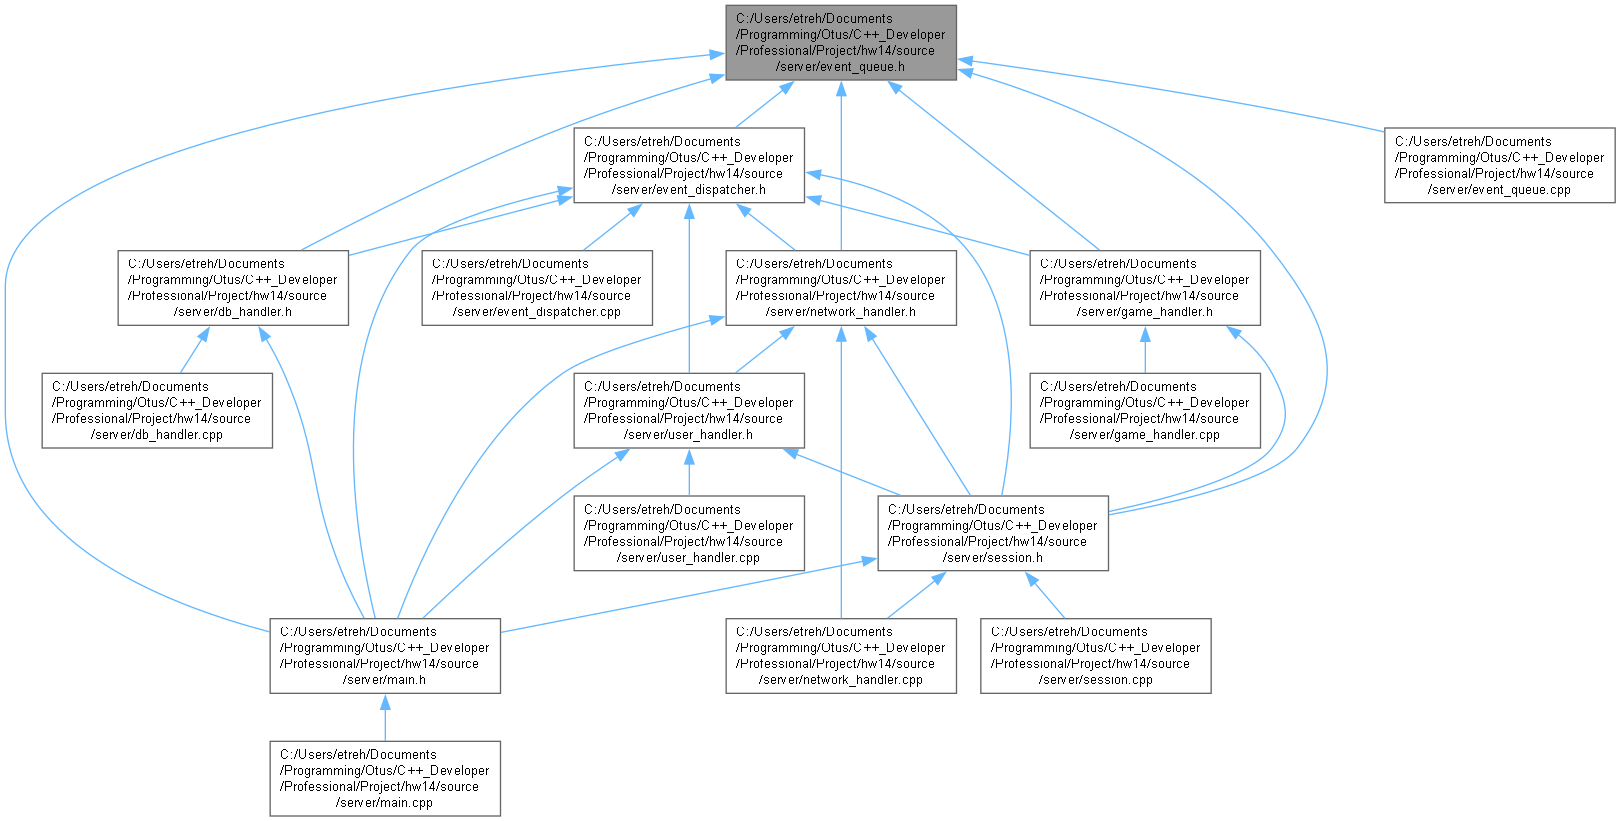 C:/Users/etreh/Documents
/Programming/Otus/C++_Developer
/Professional/Project/hw14/source
/server/event_queue.h
C:/Users/etreh/Documents
/Programming/Otus/C++_Developer
/Professional/Project/hw14/source
/server/event_dispatcher.h
C:/Users/etreh/Documents
/Programming/Otus/C++_Developer
/Professional/Project/hw14/source
/server/event_queue.cpp
C:/Users/etreh/Documents
/Programming/Otus/C++_Developer
/Professional/Project/hw14/source
/server/db_handler.h
C:/Users/etreh/Documents
/Programming/Otus/C++_Developer
/Professional/Project/hw14/source
/server/event_dispatcher.cpp
C:/Users/etreh/Documents
/Programming/Otus/C++_Developer
/Professional/Project/hw14/source
/server/network_handler.h
C:/Users/etreh/Documents
/Programming/Otus/C++_Developer
/Professional/Project/hw14/source
/server/game_handler.h
C:/Users/etreh/Documents
/Programming/Otus/C++_Developer
/Professional/Project/hw14/source
/server/db_handler.cpp
C:/Users/etreh/Documents
/Programming/Otus/C++_Developer
/Professional/Project/hw14/source
/server/user_handler.h
C:/Users/etreh/Documents
/Programming/Otus/C++_Developer
/Professional/Project/hw14/source
/server/game_handler.cpp
C:/Users/etreh/Documents
/Programming/Otus/C++_Developer
/Professional/Project/hw14/source
/server/user_handler.cpp
C:/Users/etreh/Documents
/Programming/Otus/C++_Developer
/Professional/Project/hw14/source
/server/session.h
C:/Users/etreh/Documents
/Programming/Otus/C++_Developer
/Professional/Project/hw14/source
/server/main.h
C:/Users/etreh/Documents
/Programming/Otus/C++_Developer
/Professional/Project/hw14/source
/server/network_handler.cpp
C:/Users/etreh/Documents
/Programming/Otus/C++_Developer
/Professional/Project/hw14/source
/server/session.cpp
C:/Users/etreh/Documents
/Programming/Otus/C++_Developer
/Professional/Project/hw14/source
/server/main.cpp